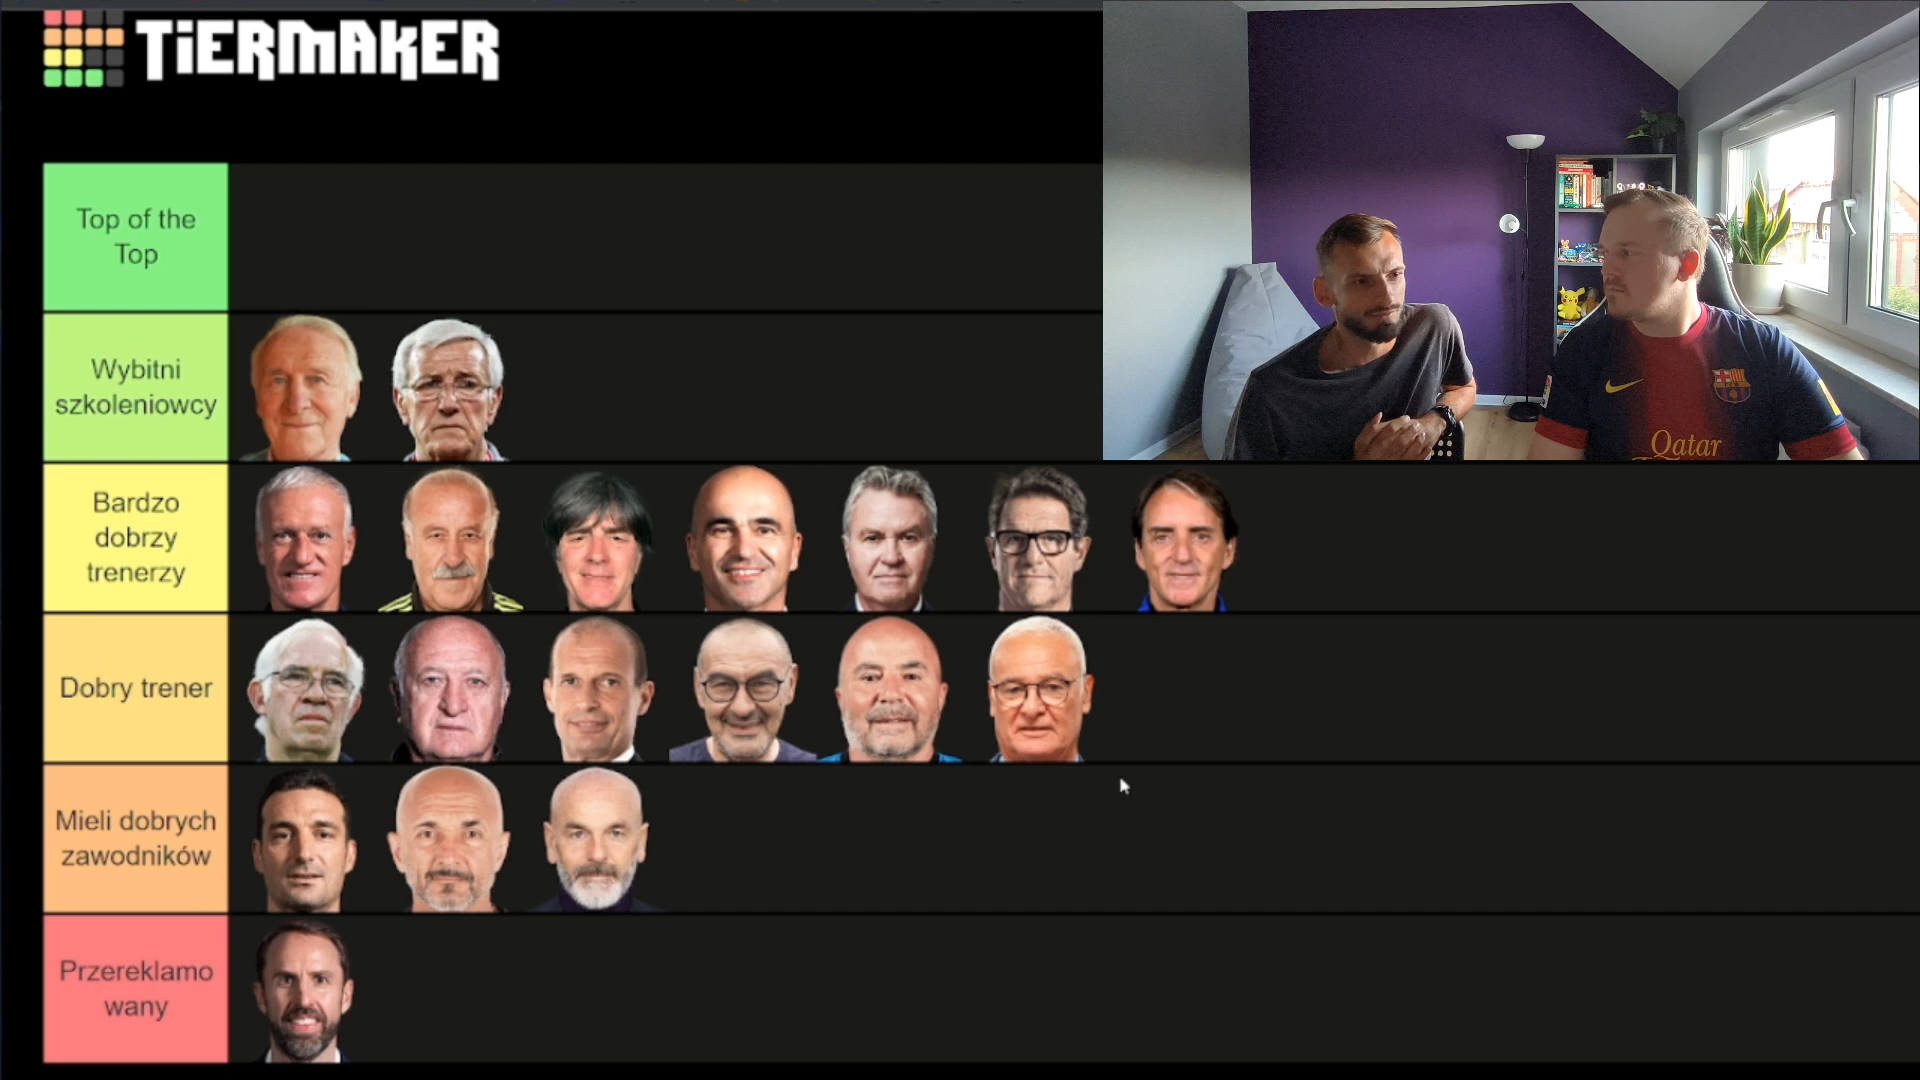 TiERMAKER
Top of the
Top
Wybitni
szkoleniowcy
Bardzo
dobrzy
trenerzy
Dobry trener
Mieli dobrych
zawodników
Przereklamo
wany
Qatar